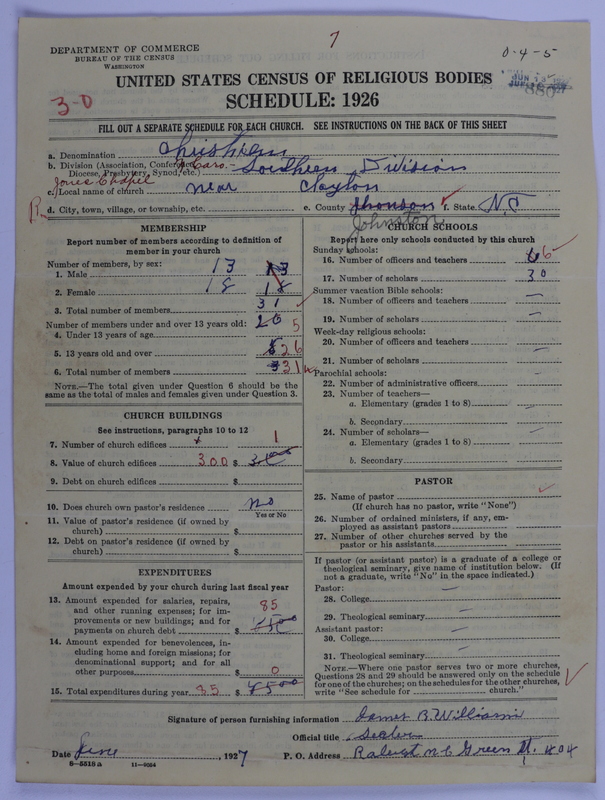 7
0-4-5
DEPARTMENT OF COMMERCE
BUREAU OF THE CENSUS
WASHINGTON
UNITED STATES CENSUS OF RELIGIOUS BODIES
3-0
SCHEDULE: 1926
FILL OUT A SEPARATE SCHEDULE FOR EACH CHURCH. SEE INSTRUCTIONS ON THE BACK OF THIS SHEET
a. Denomination Christian
b. Division (Association, Conference, Diocese, Presbytery, Synod, etc.) Southern Division
Jones Chapel
c. Local name of church near Clayton
d. City, town, village, or township, etc. e. County Johnston f. State N.C
MEMBERSHIP
Report number of members according to definition of
member in your church
Number of members, by sex:
1. Male 13 13
2. Female 18 18
3. Total number of members 31
Number of members under and over 13 years old:
4. Under 13 years of age 5
5. 13 years old and over 26
6. Total number of members 31
NOTE.—The total given under Question 6 should be
same as the total of males and females given under Question 3.
CHURCH BUILDINGS
See instructions, paragraphs 10 to 12
7. Number of church edifices 1
8. Value of church edifices 300 $
9. Debt on church edifices $
10. Does church own pastor's residence no
Yes or No
11. Value of pastor's residence (if owned by
church) $
12. Debt on pastor's residence (if owned by
church) $
EXPENDITURES
Amount expended by your church during last fiscal year
13. Amount expended for salaries, repairs,
and other running expenses; for im-
provements or new buildings; and for
payments on church debt 85 $
14. Amount expended for benevolences, in-
cluding home and foreign missions; for
denominational support; and for all
other purposes $ 0
15. Total expenditures during year 85 $ 8500
CHURCH SCHOOLS
Report here only schools conducted by this church
Sunday schools:
16. Number of officers and teachers 6
17. Number of scholars 30
Summer vacation Bible schools:
18. Number of officers and teachers —
19. Number of scholars —
Week-day religious schools:
20. Number of officers and teachers —
21. Number of scholars —
Parochial schools:
22. Number of administrative officers —
23. Number of teachers—
a. Elementary (grades 1 to 8) —
b. Secondary
24. Number of scholars—
a. Elementary (grades 1 to 8) —
b. Secondary
PASTOR
25. Name of pastor
(If church has no pastor, write "None")
26. Number of ordained ministers, if any, em-
ployed as assistant pastors
27. Number of other churches served by the
pastor or his assistants
If pastor (or assistant pastor) is a graduate of a college or
theological seminary, give name of institution below. (If
not a graduate, write "No" in the space indicated.)
Pastor:
28. College —
29. Theological seminary —
Assistant pastor:
30. College —
31. Theological seminary —
NOTE.—Where one pastor serves two or more churches,
Questions 28 and 29 should be answered only on the schedule
for one of the churches; on the schedules for the other churches,
write "See schedule for church."
Signature of person furnishing information James B. Williams
Official title
Date June, 1927 P. O. Address Raleigh N C Green St. 404
8—5518 a 11—9094